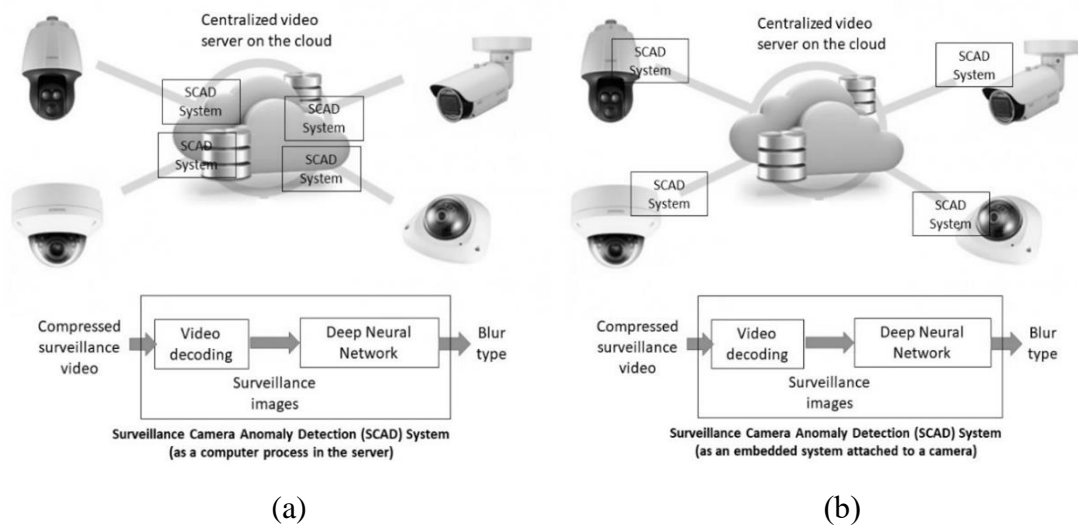 Centralized video
server on the cloud
SCAD
System
SCAD
System
SCAD
System
SCAD
System
Compressed
surveillance
video
Video
decoding
Deep Neural
Network
Blur
type
Surveillance
images
Surveillance Camera Anomaly Detection (SCAD) System
(as a computer process in the server)
(a)
Centralized video
server on the cloud
SCAD
System
SCAD
System
SCAD
System
SCAD
System
Compressed
surveillance
video
Video
decoding
Deep Neural
Network
Blur
type
Surveillance
images
Surveillance Camera Anomaly Detection (SCAD) System
(as an embedded system attached to a camera)
(b)